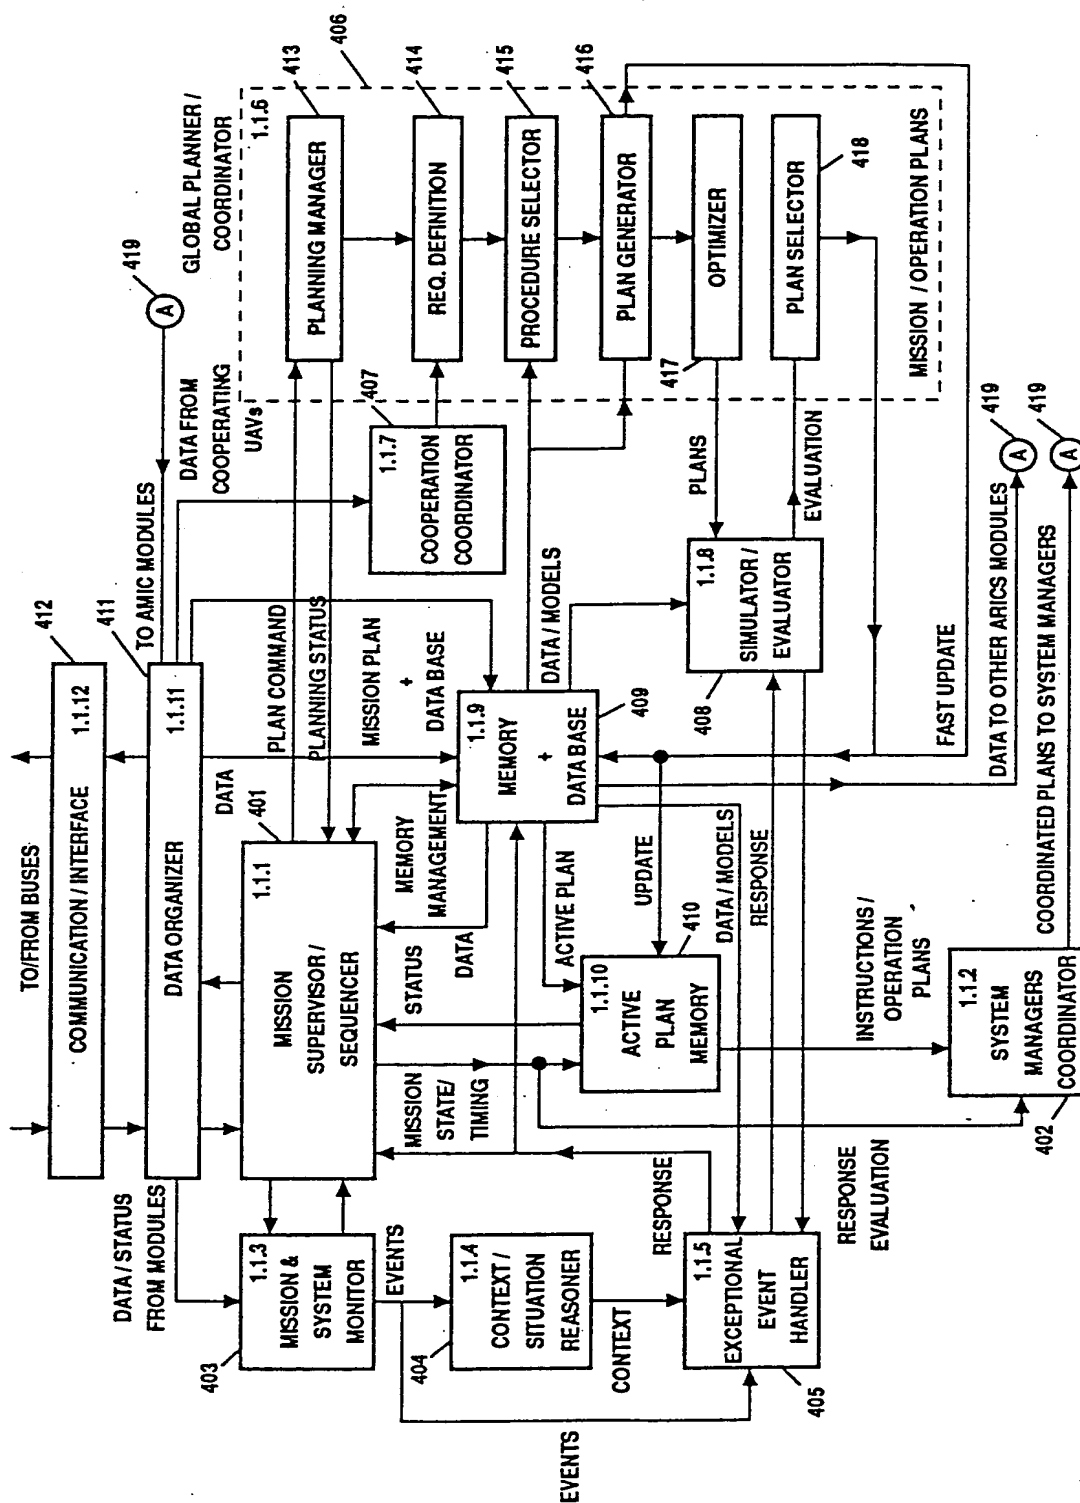 TO/FROM BUSES
412
COMMUNICATION / INTERFACE
1.1.12
411
DATA ORGANIZER
1.1.11
TO AMIC MODULES
419
A
DATA FROM
COOPERATING
UAVs
GLOBAL PLANNER /
COORDINATOR
1.1.6
406
DATA / STATUS
FROM MODULES
DATA
401
1.1.1
MISSION
SUPERVISOR /
SEQUENCER
PLAN COMMAND
PLANNING STATUS
MISSION PLAN
+
DATA BASE
PLANNING MANAGER
413
403
1.1.3
MISSION &
SYSTEM
MONITOR
EVENTS
MEMORY
MANAGEMENT
DATA
STATUS
MISSION
STATE/
TIMING
407
1.1.7
COOPERATION
COORDINATOR
REQ. DEFINITION
414
404
1.1.4
CONTEXT /
SITUATION
REASONER
CONTEXT
EVENTS
1.1.9
MEMORY
+
DATA BASE
409
DATA / MODELS
ACTIVE PLAN
PROCEDURE SELECTOR
415
PLAN GENERATOR
416
1.1.10
ACTIVE
PLAN
MEMORY
410
UPDATE
RESPONSE
PLANS
OPTIMIZER
417
1.1.5
EXCEPTIONAL
EVENT
HANDLER
405
DATA / MODELS
RESPONSE
RESPONSE
EVALUATION
1.1.8
SIMULATOR /
EVALUATOR
408
EVALUATION
PLAN SELECTOR
418
MISSION / OPERATION PLANS
INSTRUCTIONS /
OPERATION
PLANS
FAST UPDATE
1.1.2
SYSTEM
MANAGERS
COORDINATOR
402
DATA TO OTHER ARICS MODULES
419
A
COORDINATED PLANS TO SYSTEM MANAGERS
419
A